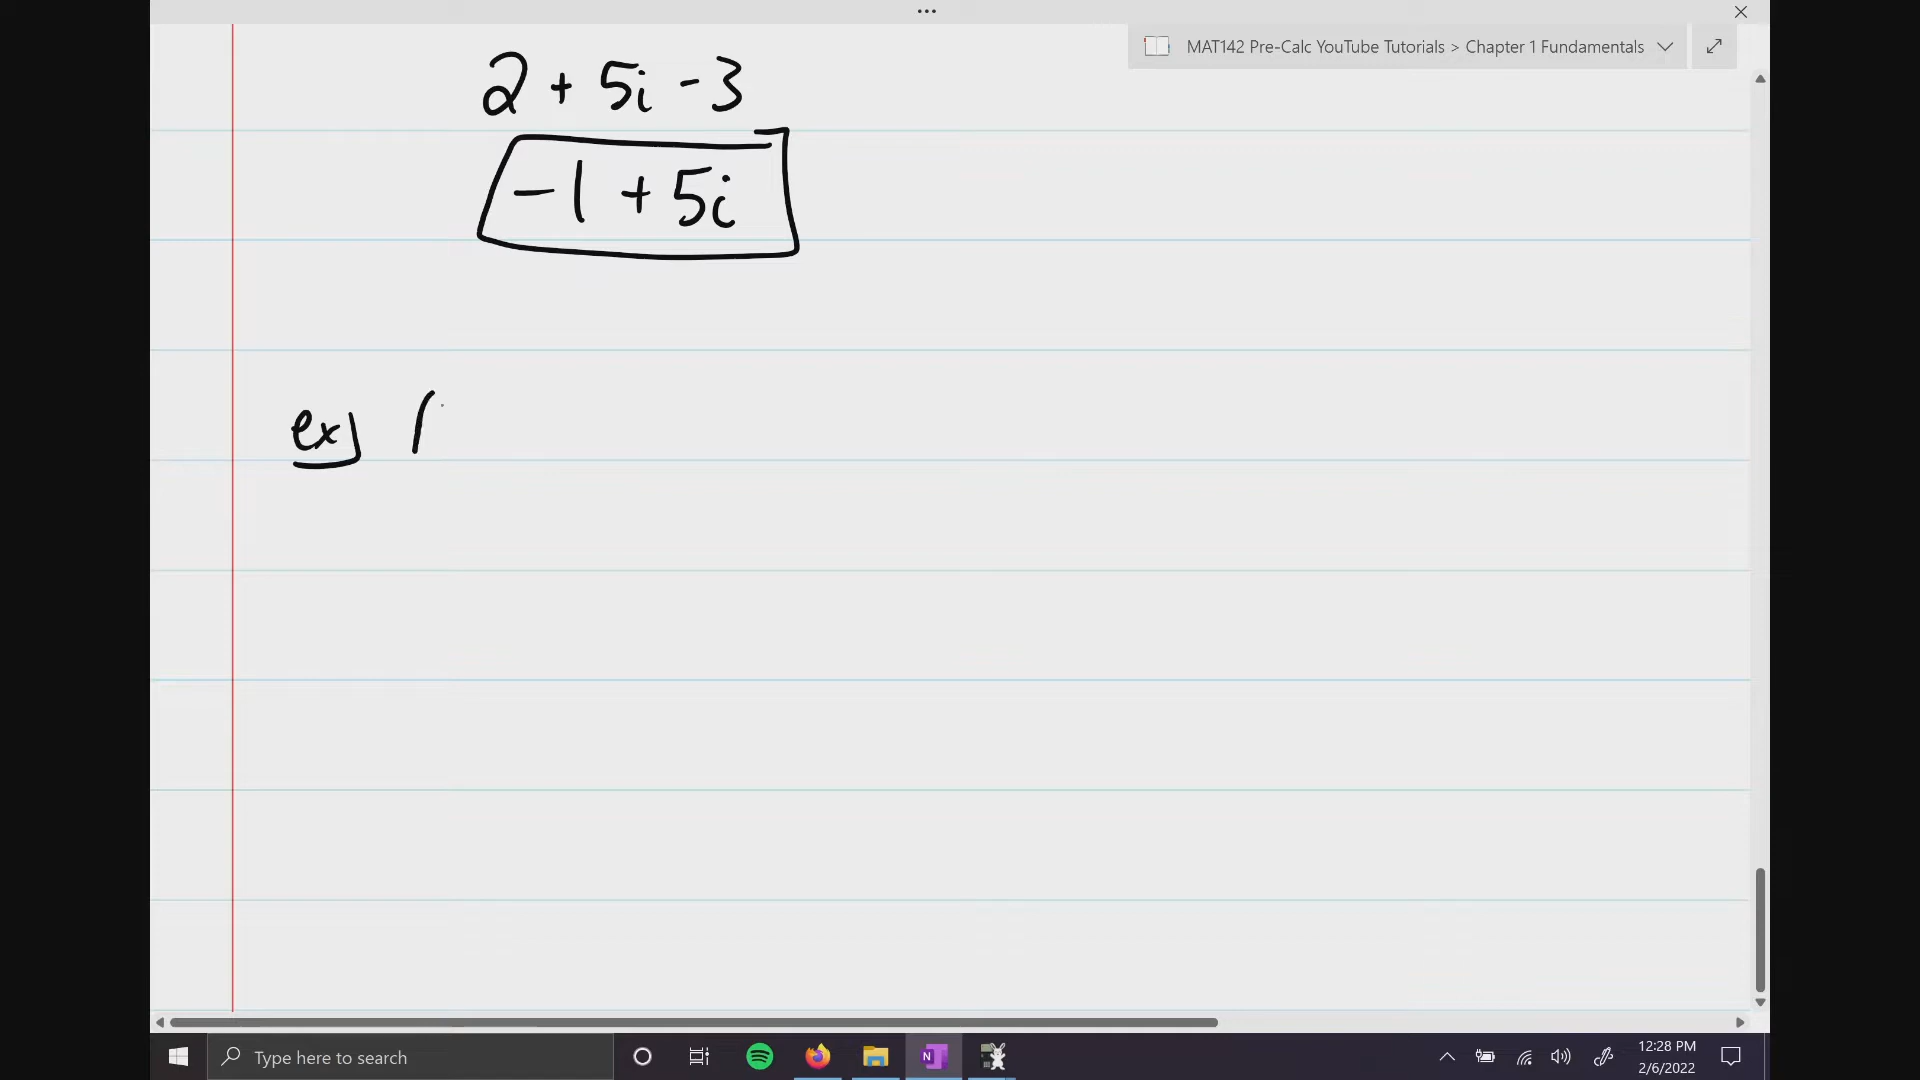 MAT142 Pre-Calc YouTube Tutorials > Chapter 1 Fundamentals
2 + 5i - 3
-1 + 5i
ex) (
Type here to search
12:28 PM
2/6/2022